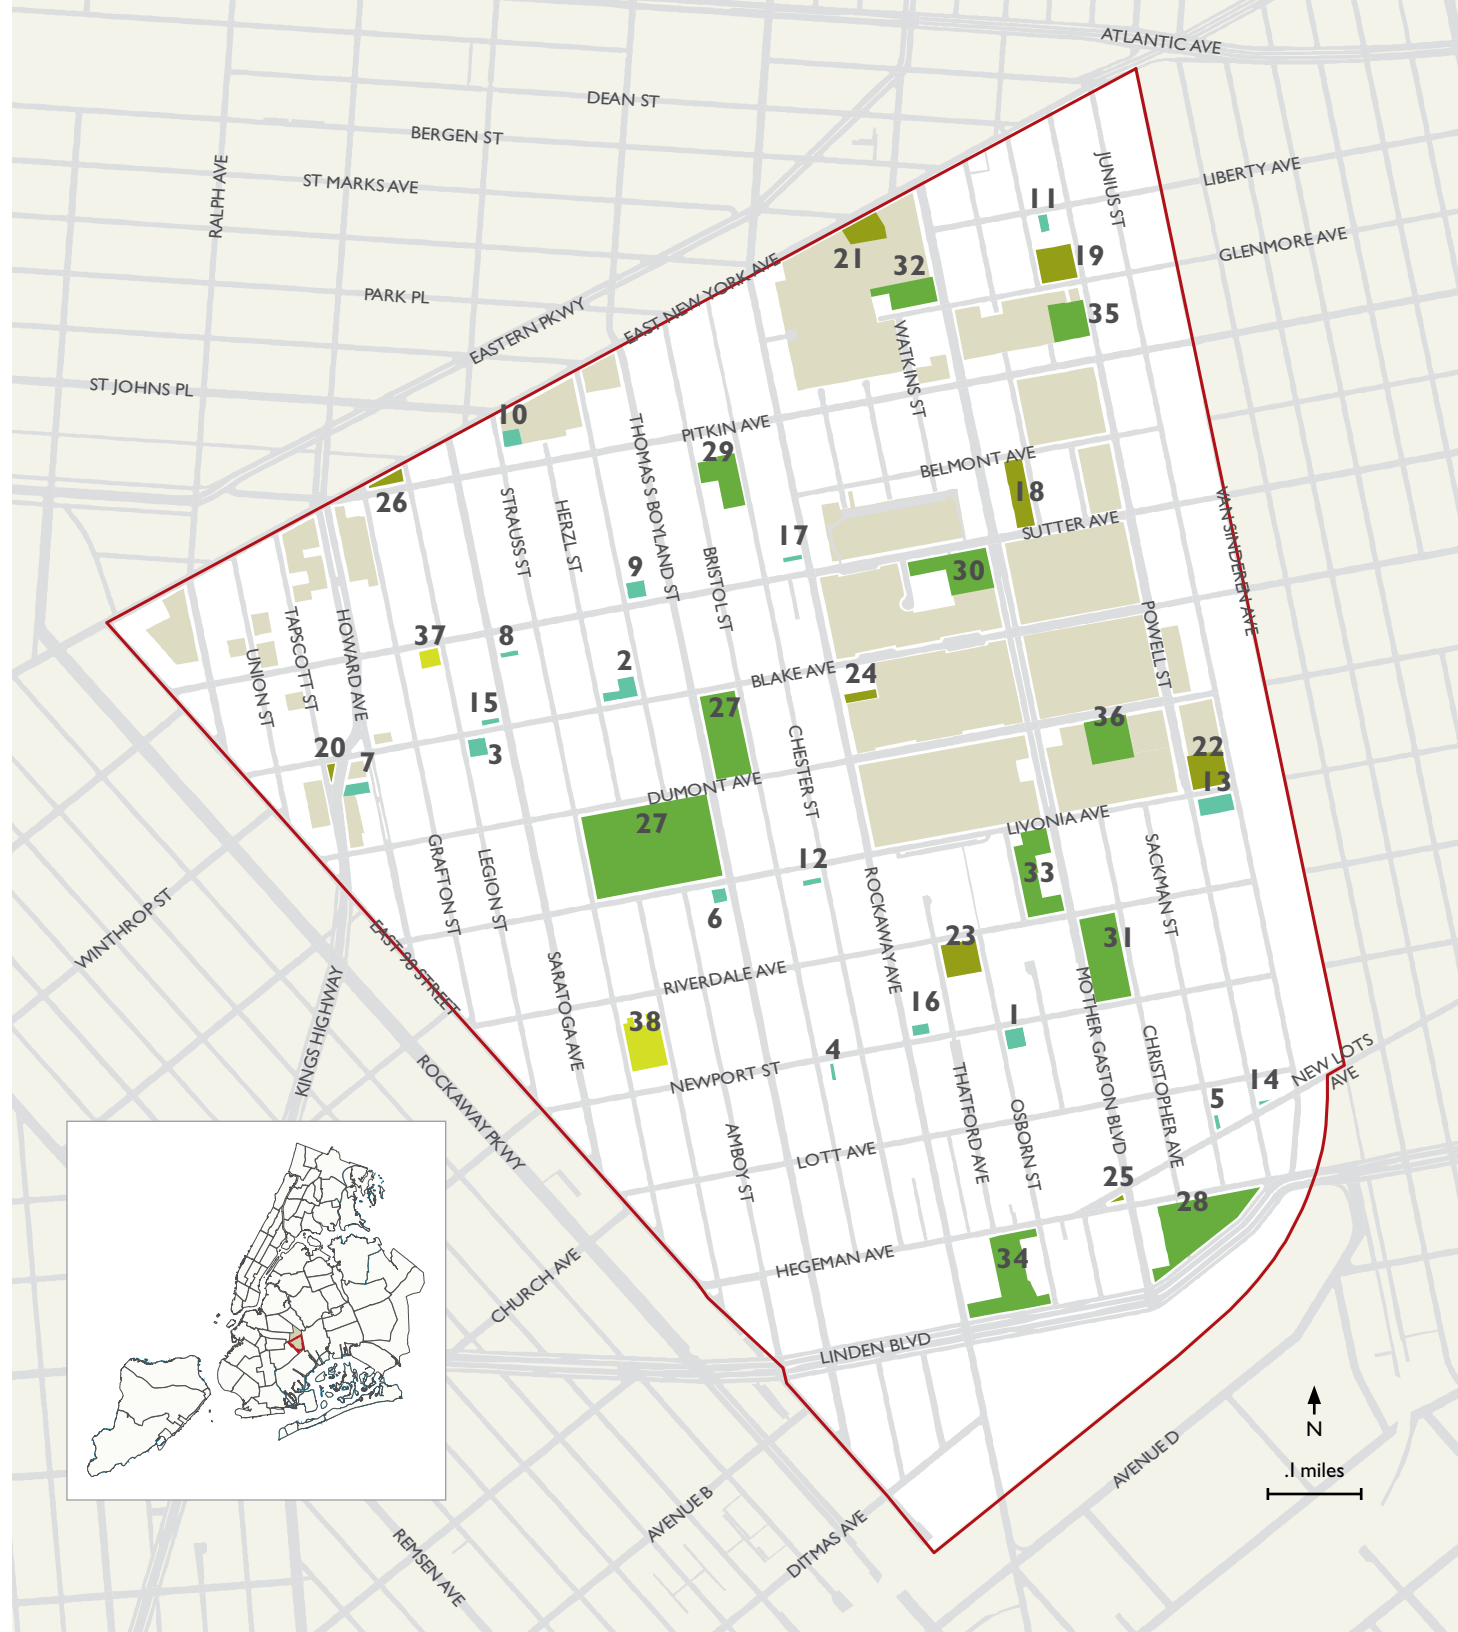 ATLANTIC AVE
DEAN ST
BERGEN ST
ST MARKS AVE
RALPH AVE
JUNIUS ST
LIBERTY AVE
11
GLENMORE AVE
21
19
32
EAST NEW YORK AVE
PARK PL
EASTERN PKWY
35
WATKINS ST
ST JOHNS PL
10
THOMAS S BOYLAND ST
PITKIN AVE
29
BELMONT AVE
26
18
STRAUSS ST
HERZL ST
SUTTER AVE
VAN SINDEREN AVE
17
9
BRISTOL ST
30
TAPSCOTT ST
HOWARD AVE
37
8
POWELL ST
UNION ST
2
BLAKE AVE
24
15
27
36
20
7
3
CHESTER ST
22
13
DUMONT AVE
27
LIVONIA AVE
GRAFTON ST
LEGION ST
12
33
SACKMAN ST
ROCKAWAY AVE
6
WINTHROP ST
EAST 98 STREET
23
31
SARATOGA AVE
RIVERDALE AVE
MOTHER GASTON BLVD
KINGS HIGHWAY
38
16
1
CHRISTOPHER AVE
4
NEWPORT ST
NEW LOTS
AVE
14
5
ROCKAWAY PKWY
THATFORD AVE
OSBORN ST
AMBOY ST
LOTT AVE
25
28
HEGEMAN AVE
34
CHURCH AVE
LINDEN BLVD
N
.1 miles
AVENUE D
AVENUE B
DITMAS AVE
REMSEN AVE